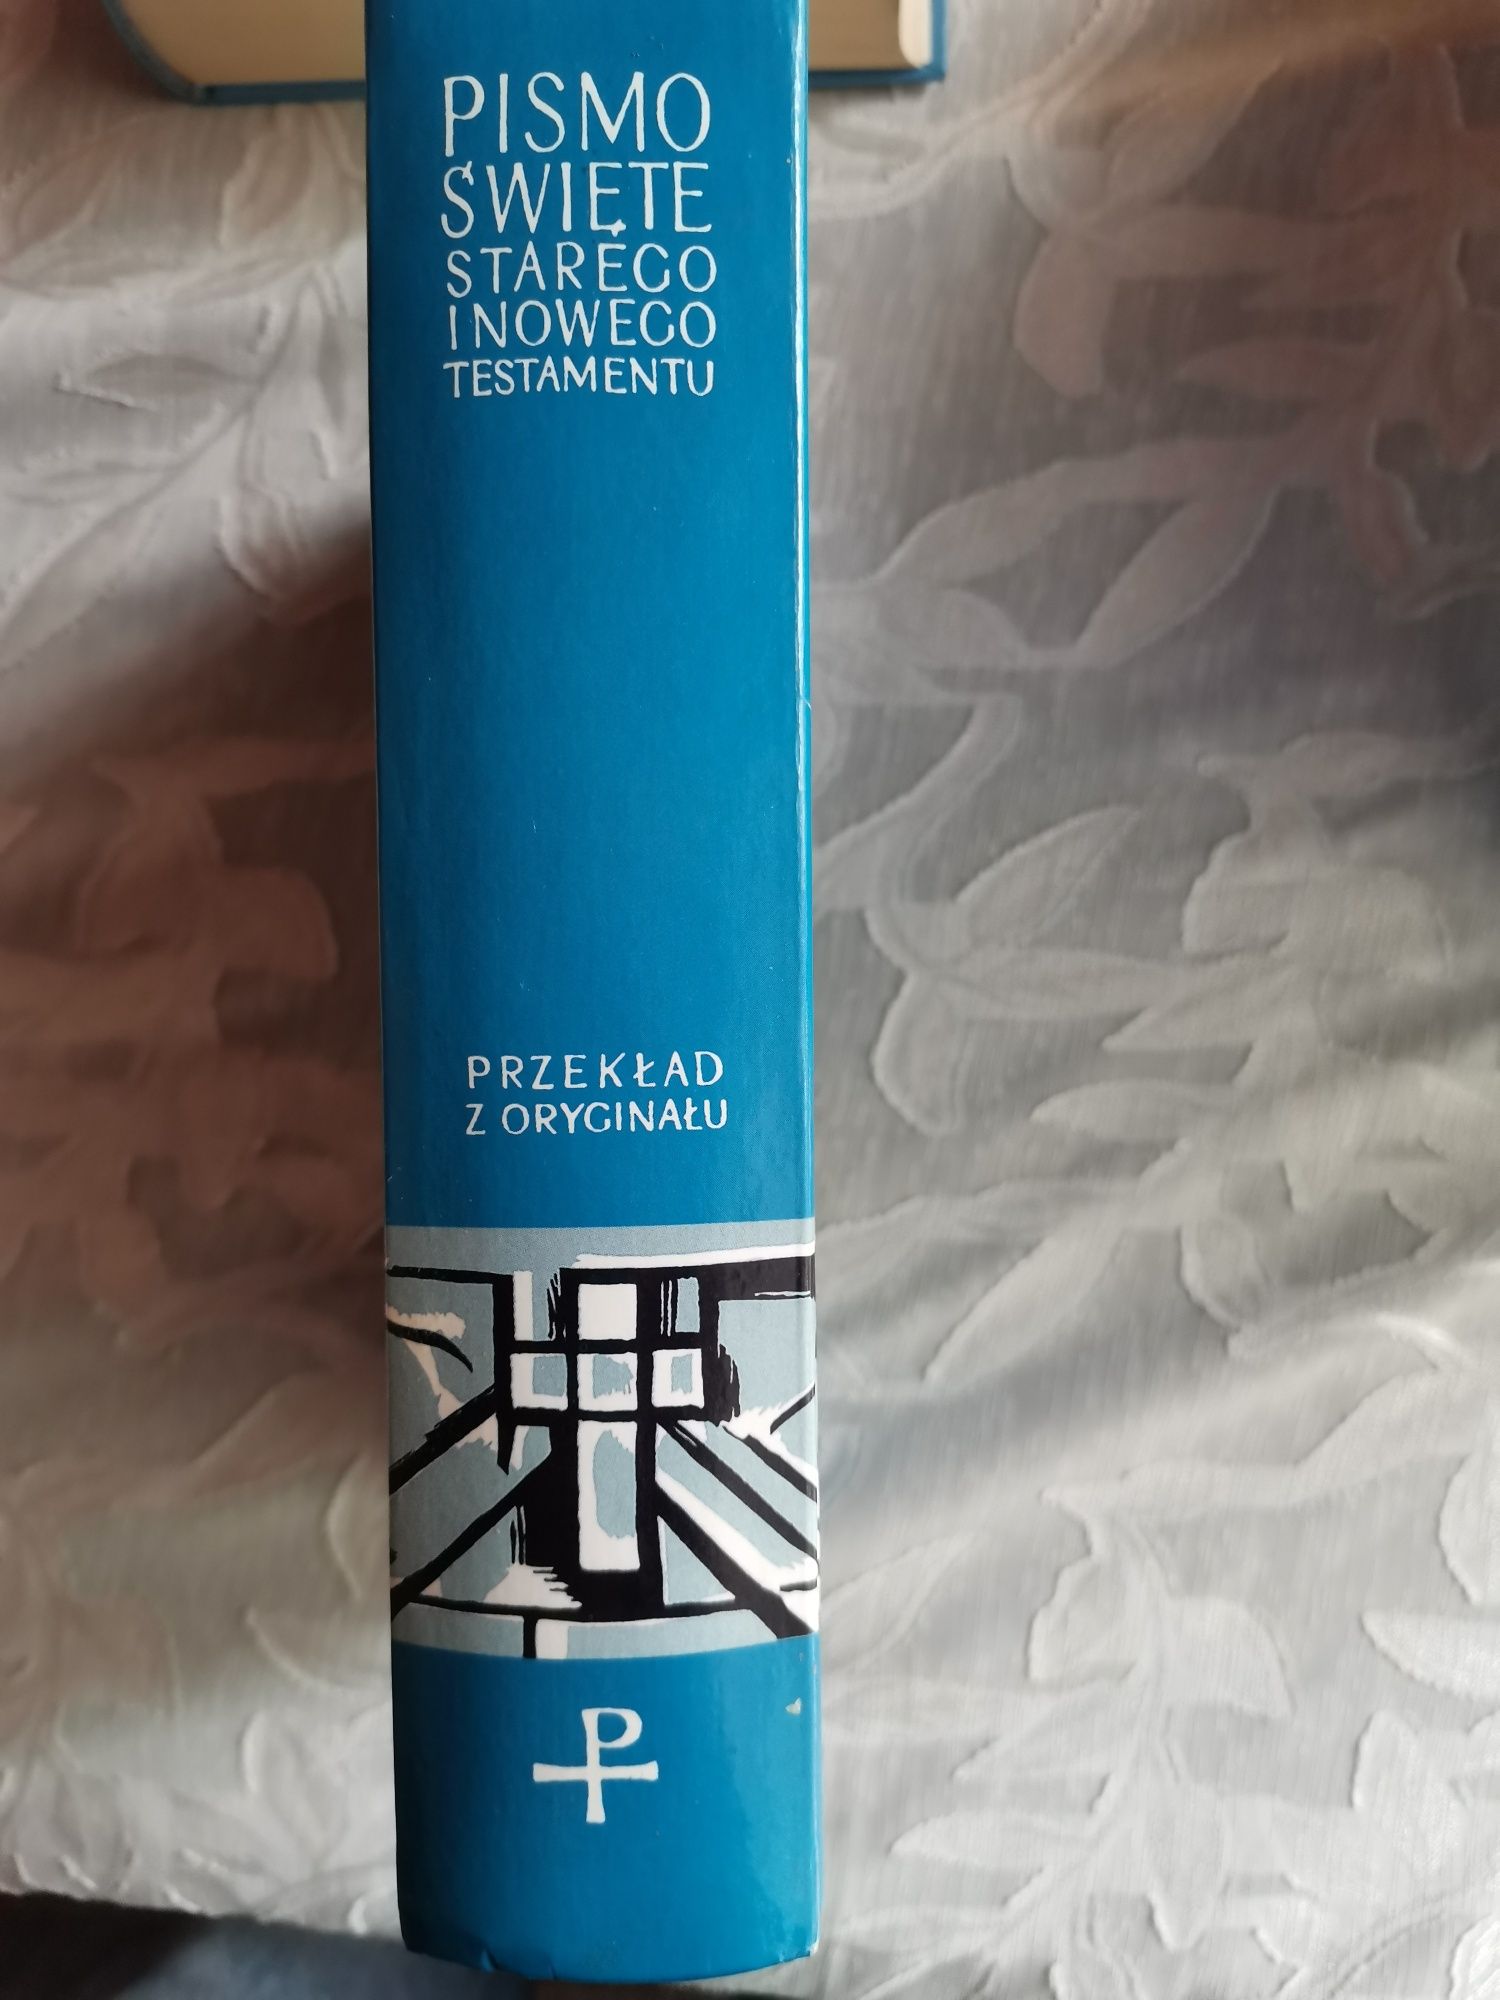 PISMO
ŚWIĘTE
STAREGO
I NOWEGO
TESTAMENTU
PRZEKŁAD
Z ORYGINAŁU